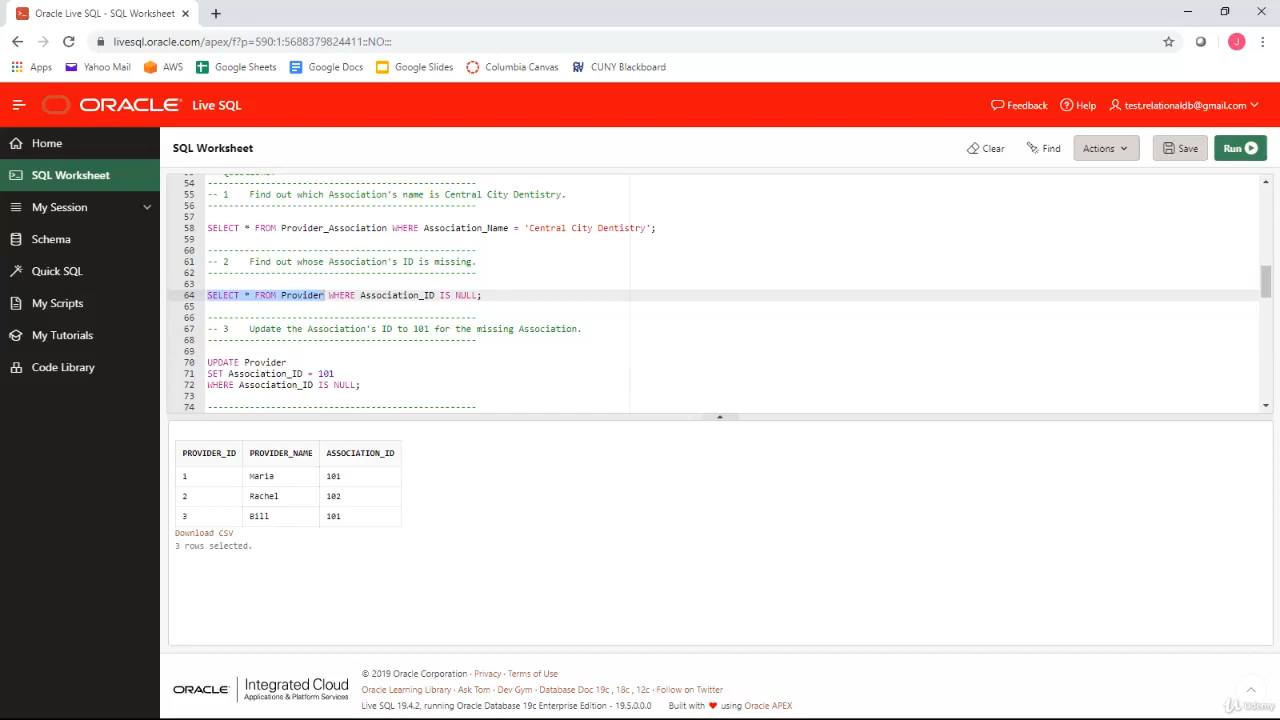 Oracle Live SQL - SQL Worksheet
livesql.oracle.com/apex/f?p=590:1:5688379824411::NO:::
J
Apps Yahoo Mail AWS Google Sheets Google Docs Google Slides Columbia Canvas CUNY Blackboard
ORACLE® Live SQL
Feedback Help test.relationaldb@gmail.com
Home
SQL Worksheet
My Session
Schema
Quick SQL
My Scripts
My Tutorials
Code Library
SQL Worksheet
Clear Find Actions Save Run
54 --------------------------------------------------
55 -- 1 Find out which Association's name is Central City Dentistry.
56 --------------------------------------------------
57
58 SELECT * FROM Provider_Association WHERE Association_Name = 'Central City Dentistry';
59
60 --------------------------------------------------
61 -- 2 Find out whose Association's ID is missing.
62 --------------------------------------------------
63
64 SELECT * FROM Provider WHERE Association_ID IS NULL;
65
66 --------------------------------------------------
67 -- 3 Update the Association's ID to 101 for the missing Association.
68 --------------------------------------------------
69
70 UPDATE Provider
71 SET Association_ID = 101
72 WHERE Association_ID IS NULL;
73
74 --------------------------------------------------
PROVIDER_ID PROVIDER_NAME ASSOCIATION_ID
1 Maria 101
2 Rachel 102
3 Bill 101
Download CSV
3 rows selected.
ORACLE® Integrated Cloud
Applications & Platform Services
© 2019 Oracle Corporation · Privacy · Terms of Use
Oracle Learning Library · Ask Tom · Dev Gym · Database Doc 19c , 18c , 12c · Follow on Twitter
Live SQL 19.4.2, running Oracle Database 19c Enterprise Edition - 19.5.0.0.0 Built with ❤ using Oracle APEX
Udemy